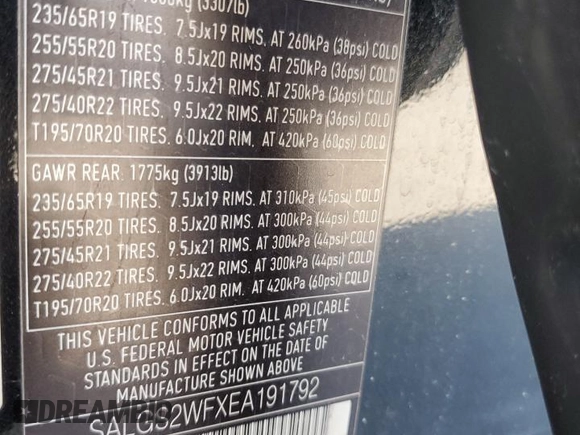 (3307lb)
235/65R19 TIRES. 7.5Jx19 RIMS. AT 260kPa (38psi) COLD
255/55R20 TIRES. 8.5Jx20 RIMS. AT 250kPa (36psi) COLD
275/45R21 TIRES. 9.5Jx21 RIMS. AT 250kPa (36psi) COLD
275/40R22 TIRES. 9.5Jx22 RIMS. AT 250kPa (36psi) COLD
T195/70R20 TIRES. 6.0Jx20 RIM. AT 420kPa (60psi) COLD
GAWR REAR: 1775kg (3913lb)
235/65R19 TIRES. 7.5Jx19 RIMS. AT 310kPa (45psi) COLD
255/55R20 TIRES. 8.5Jx20 RIMS. AT 300kPa (44psi) COLD
275/45R21 TIRES. 9.5Jx21 RIMS. AT 300kPa (44psi) COLD
275/40R22 TIRES. 9.5Jx22 RIMS. AT 300kPa (44psi) COLD
T195/70R20 TIRES. 6.0Jx20 RIM. AT 420kPa (60psi) COLD
THIS VEHICLE CONFORMS TO ALL APPLICABLE
U.S. FEDERAL MOTOR VEHICLE SAFETY
STANDARDS IN EFFECT ON THE DATE OF
MANUFACTURE SHOWN ABOVE
SALGS2WFXEA191792